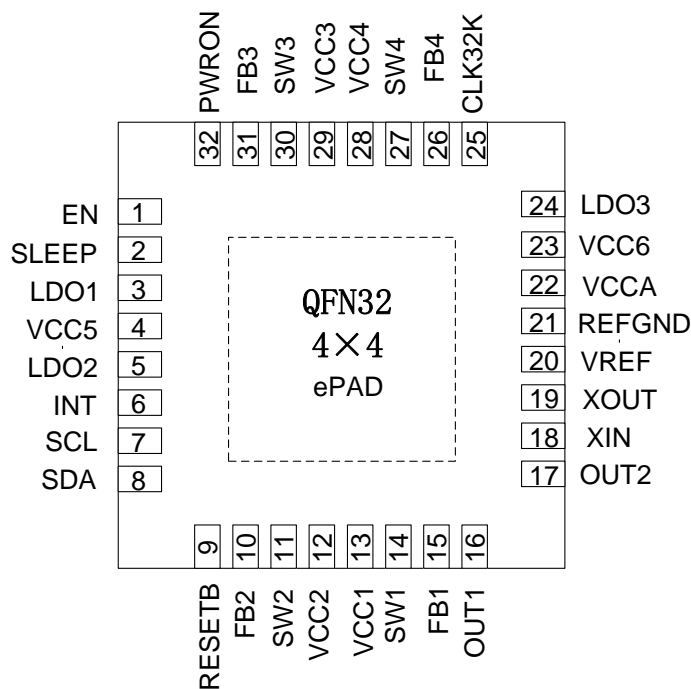 PWRON FB3 SW3 VCC3 VCC4 SW4 FB4 CLK32K
32 31 30 29 28 27 26 25
EN 1
SLEEP 2
LDO1 3
VCC5 4
LDO2 5
INT 6
SCL 7
SDA 8
QFN32
4×4
ePAD
24 LDO3
23 VCC6
22 VCCA
21 REFGND
20 VREF
19 XOUT
18 XIN
17 OUT2
9 10 11 12 13 14 15 16
RESETB FB2 SW2 VCC2 VCC1 SW1 FB1 OUT1